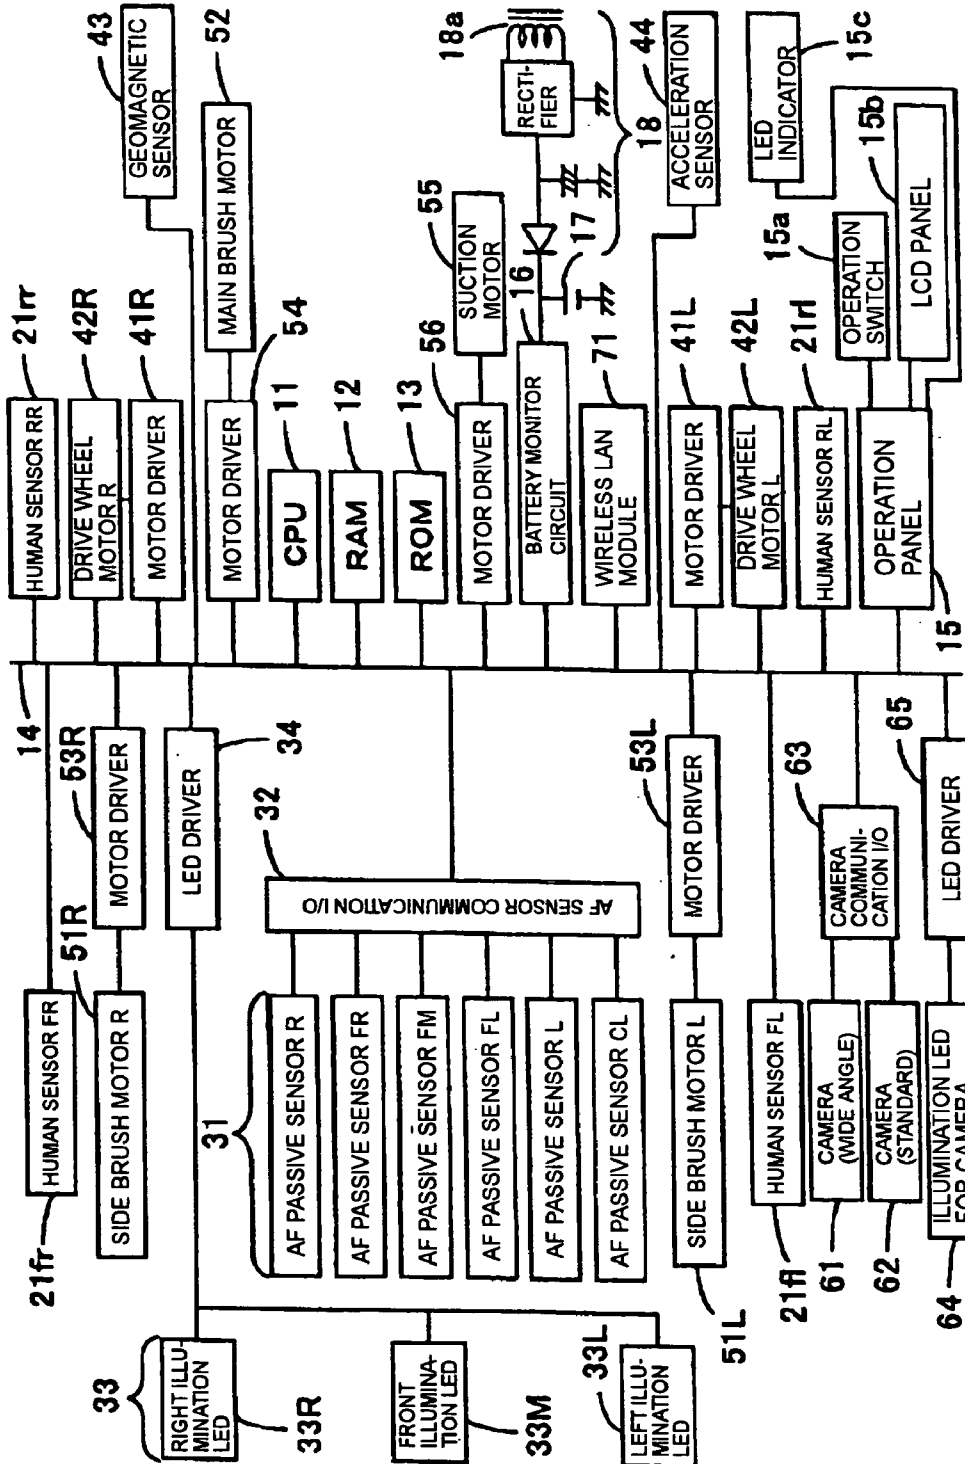 43
GEOMAGNETIC
SENSOR
52
MAIN BRUSH MOTOR
18a
RECTI-
FIER
18
44
ACCELERATION
SENSOR
LED
INDICATOR
15c
21rr
HUMAN SENSOR RR
42R
DRIVE WHEEL
MOTOR R
41R
MOTOR DRIVER
54
MOTOR DRIVER
11
CPU
12
RAM
13
ROM
56
MOTOR DRIVER
55
SUCTION
MOTOR
16
17
BATTERY MONITOR
CIRCUIT
71
WIRELESS LAN
MODULE
41L
MOTOR DRIVER
42L
DRIVE WHEEL
MOTOR L
21rl
HUMAN SENSOR RL
15a
OPERATION
SWITCH
15b
LCD PANEL
OPERATION
PANEL
15
14
53R
MOTOR DRIVER
34
LED DRIVER
32
AF SENSOR COMMUNICATION I/O
53L
MOTOR DRIVER
63
CAMERA
COMMUNI-
CATION I/O
65
LED DRIVER
21fr
HUMAN SENSOR FR
51R
SIDE BRUSH MOTOR R
31
AF PASSIVE SENSOR R
AF PASSIVE SENSOR FR
AF PASSIVE SENSOR FM
AF PASSIVE SENSOR FL
AF PASSIVE SENSOR L
AF PASSIVE SENSOR CL
SIDE BRUSH MOTOR L
51L
HUMAN SENSOR FL
21fl
CAMERA
(WIDE ANGLE)
61
CAMERA
(STANDARD)
62
ILLUMINATION LED
FOR CAMERA
64
33
RIGHT ILLU-
MINATION
LED
33R
FRONT
ILLUMINA-
TION LED
33M
33L
LEFT ILLU-
MINATION
LED